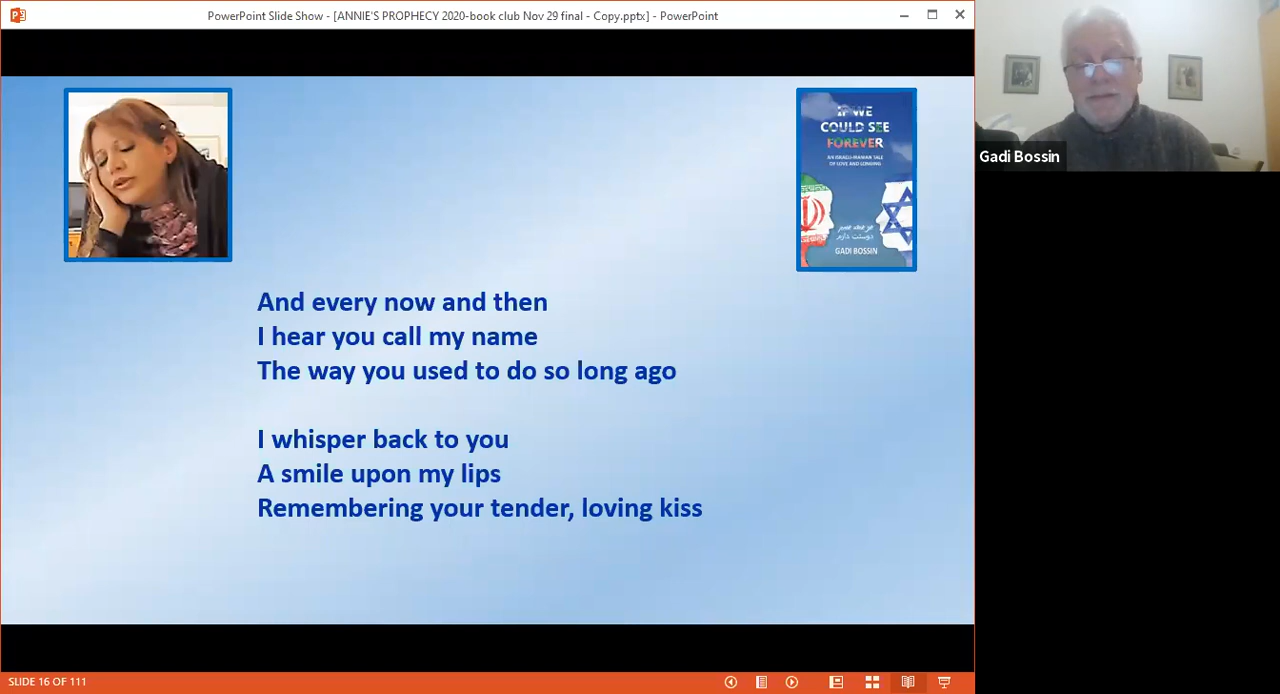 PowerPoint Slide Show - [ANNIE'S PROPHECY 2020-book club Nov 29 final - Copy.pptx] - PowerPoint
IF WE
COULD SEE
FOREVER
AN ISRAELI-IRANIAN TALE
OF LOVE AND LONGING
دوستت دارم
GADI BOSSIN
Gadi Bossin
And every now and then
I hear you call my name
The way you used to do so long ago
I whisper back to you
A smile upon my lips
Remembering your tender, loving kiss
SLIDE 16 OF 111